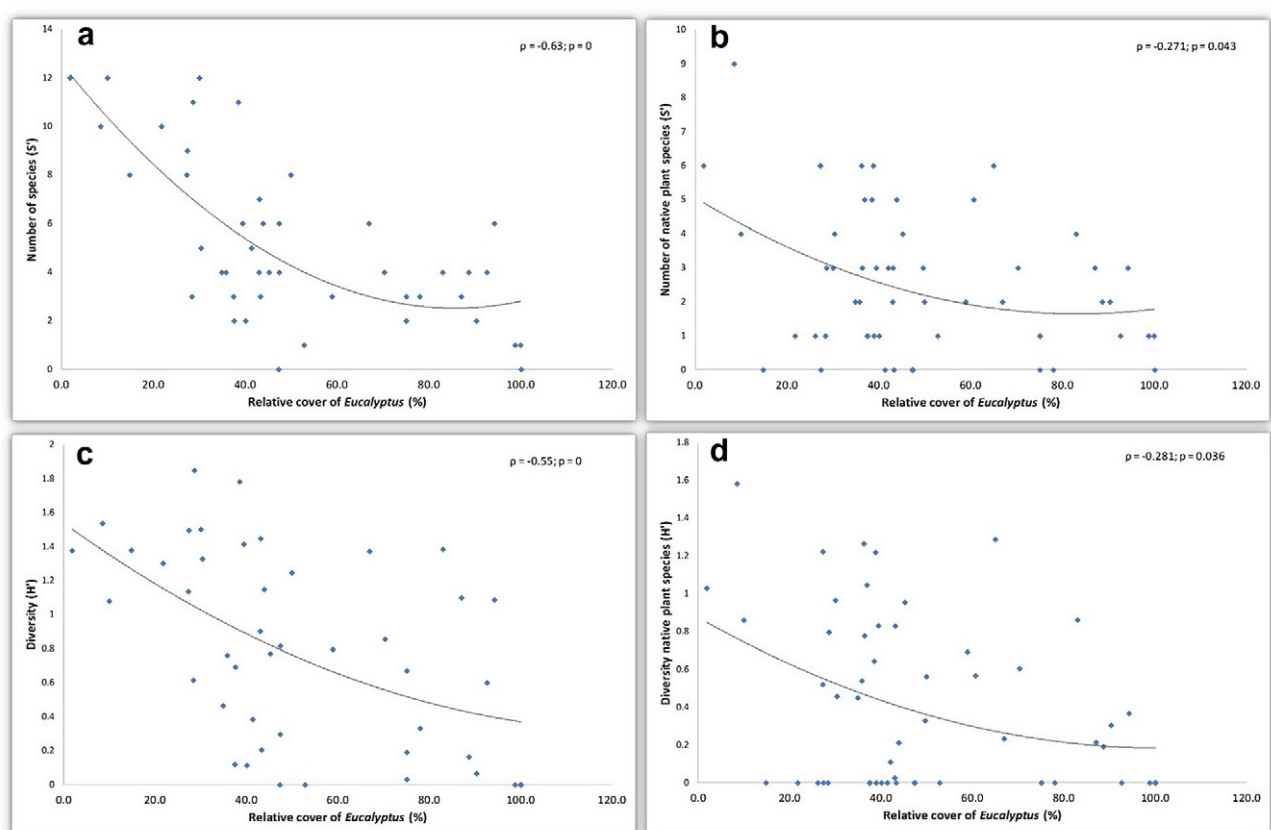 a
ρ = -0.63; p = 0
Number of species (S')
14
12
10
8
6
4
2
0
0.0 20.0 40.0 60.0 80.0 100.0 120.0
Relative cover of Eucalyptus (%)
b
ρ = -0.271; p = 0.043
Number of native plant species (S')
10
9
8
7
6
5
4
3
2
1
0
0.0 20.0 40.0 60.0 80.0 100.0 120.0
Relative cover of Eucalyptus (%)
c
ρ = -0.55; p = 0
Diversity (H')
2
1.8
1.6
1.4
1.2
1
0.8
0.6
0.4
0.2
0
0.0 20.0 40.0 60.0 80.0 100.0 120.0
Relative cover of Eucalyptus (%)
d
ρ = -0.281; p = 0.036
Diversity native plant species (H')
1.8
1.6
1.4
1.2
1
0.8
0.6
0.4
0.2
0
0.0 20.0 40.0 60.0 80.0 100.0 120.0
Relative cover of Eucalyptus (%)